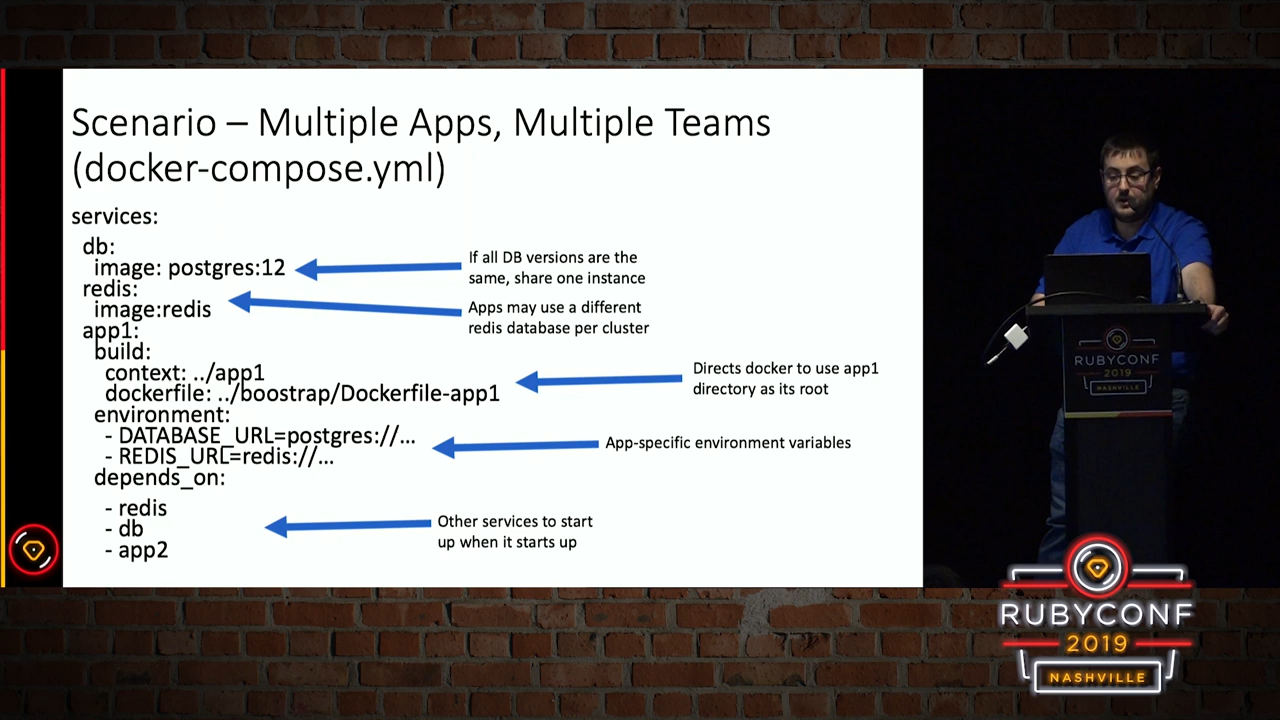 Scenario – Multiple Apps, Multiple Teams
(docker-compose.yml)
services:
db:
image: postgres:12
redis:
image:redis
app1:
build:
context: ../app1
dockerfile: ../boostrap/Dockerfile-app1
environment:
- DATABASE_URL=postgres://...
- REDIS_URL=redis://...
depends_on:
- redis
- db
- app2
If all DB versions are the
same, share one instance
Apps may use a different
redis database per cluster
Directs docker to use app1
directory as its root
App-specific environment variables
Other services to start
up when it starts up
RUBYCONF
2019
NASHVILLE
RUBYCONF
2019
NASHVILLE